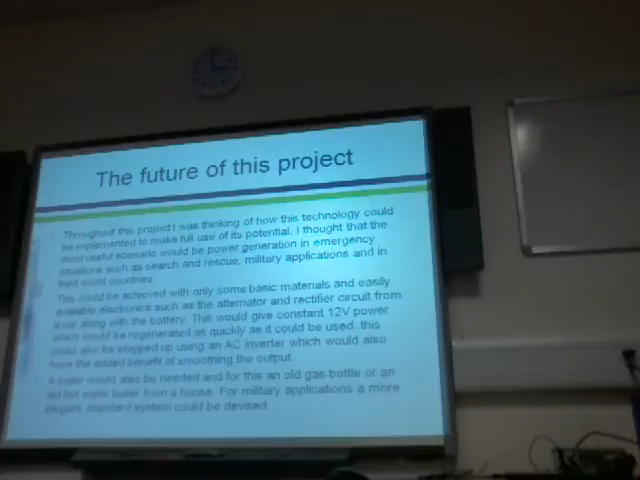 The future of this project
Throughout this project I was thinking of how this technology could
be implemented to make full use of its potential. I thought that the
most useful scenario would be power generation in emergency
situations such as search and rescue, military applications and in
third world countries.
This could be achieved with only some basic materials and easily
available electronics such as the alternator and rectifier circuit from
a car along with the battery. This would give constant 12V power
which would be regenerated as quickly as it could be used. this
could also be stepped up using an AC inverter which would also
have the added benefit of smoothing the output
A boiler would also be needed and for this an old gas bottle or an
old hot water boiler from a house. For military applications a more
elegant, standard system could be devised